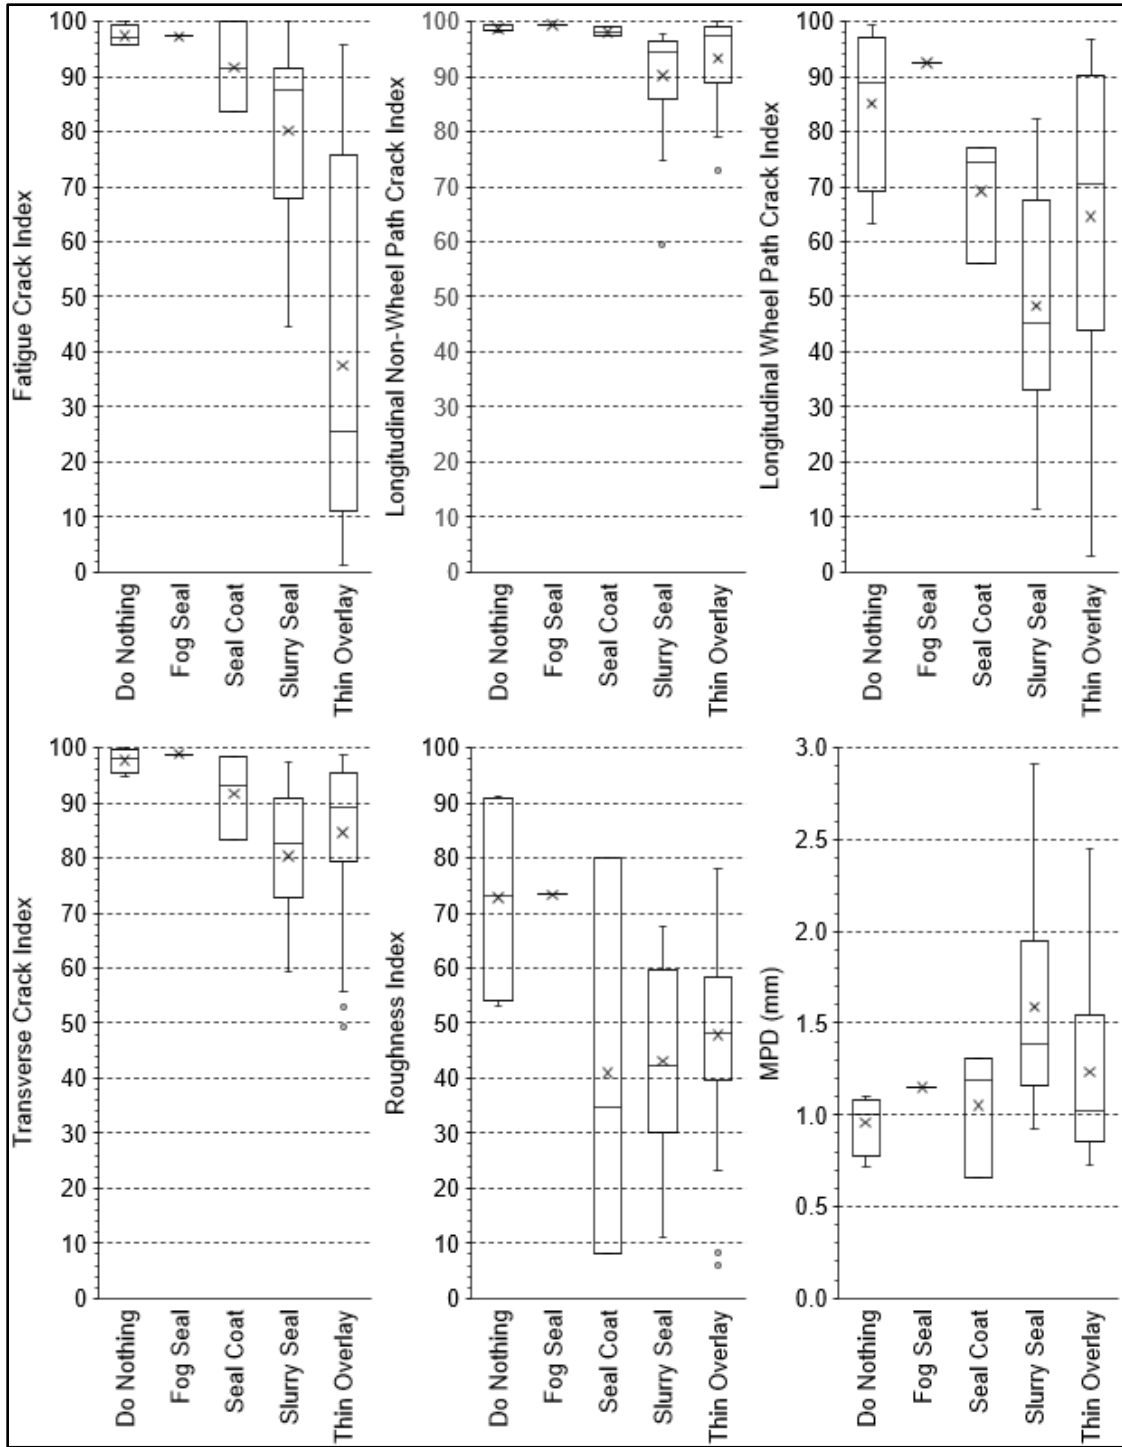 Fatigue Crack Index
100
90
80
70
60
50
40
30
20
10
0
Do Nothing
Fog Seal
Seal Coat
Slurry Seal
Thin Overlay
Longitudinal Non-Wheel Path Crack Index
100
90
80
70
60
50
40
30
20
10
0
Do Nothing
Fog Seal
Seal Coat
Slurry Seal
Thin Overlay
Longitudinal Wheel Path Crack Index
100
90
80
70
60
50
40
30
20
10
0
Do Nothing
Fog Seal
Seal Coat
Slurry Seal
Thin Overlay
Transverse Crack Index
100
90
80
70
60
50
40
30
20
10
0
Do Nothing
Fog Seal
Seal Coat
Slurry Seal
Thin Overlay
Roughness Index
100
90
80
70
60
50
40
30
20
10
0
Do Nothing
Fog Seal
Seal Coat
Slurry Seal
Thin Overlay
MPD (mm)
3.0
2.5
2.0
1.5
1.0
0.5
0.0
Do Nothing
Fog Seal
Seal Coat
Slurry Seal
Thin Overlay